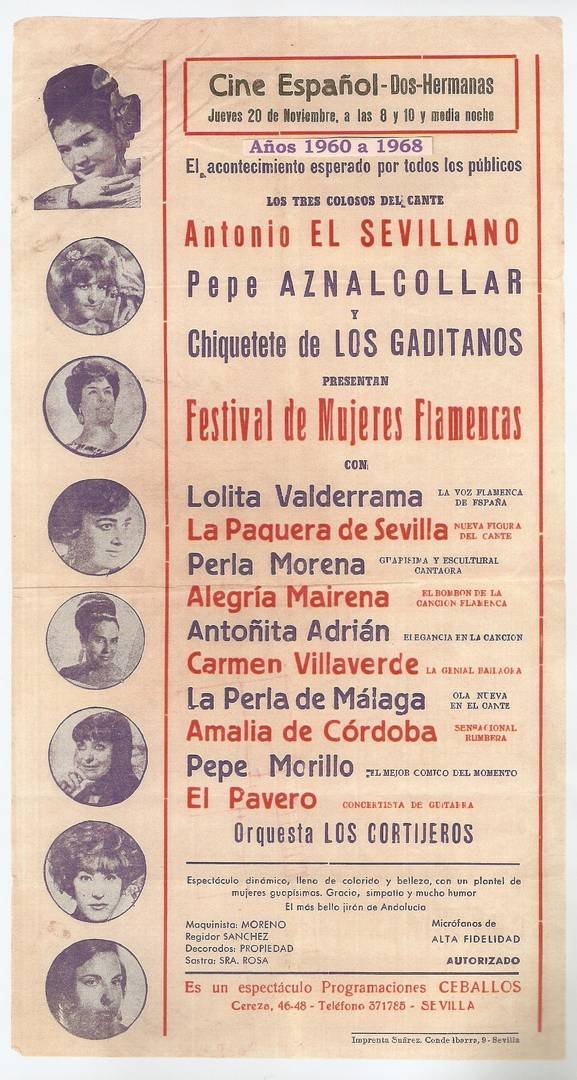 Cine Español - Dos-Hermanas
Jueves 20 de Noviembre, a las 8 y 10 y media noche
Años 1960 a 1968
El acontecimiento esperado por todos los públicos
LOS TRES COLOSOS DEL CANTE
Antonio EL SEVILLANO
Pepe AZNALCOLLAR
Y
Chiquetete de LOS GADITANOS
PRESENTAN
Festival de Mujeres Flamencas
CON
Lolita Valderrama LA VOZ FLAMENCA
DE ESPAÑA
La Paquera de Sevilla NUEVA FIGURA
DEL CANTE
Perla Morena GUAPISIMA Y ESCULTURAL
CANTAORA
Alegría Mairena EL BOMBON DE LA
CANCION FLAMENCA
Antoñita Adrián ELEGANCIA EN LA CANCION
Carmen Villaverde LA GENIAL BAILAORA
La Perla de Málaga OLA NUEVA
EN EL CANTE
Amalia de Córdoba SENSACIONAL
RUMBERA
Pepe Morillo EL MEJOR COMICO DEL MOMENTO
El Pavero CONCERTISTA DE GUITARRA
Orquesta LOS CORTIJEROS
Espectáculo dinámico, lleno de colorido y belleza, con un plantel de
mujeres guapísimas. Gracia, simpatía y mucho humor
El más bello jirón de Andalucía
Maquinista: MORENO
Regidor SANCHEZ
Decorados: PROPIEDAD
Sastra: SRA. ROSA
Micrófonos de
ALTA FIDELIDAD
AUTORIZADO
Es un espectáculo Programaciones CEBALLOS
Cereza, 46-48 - Teléfono 371785 - SEVILLA
Imprenta Suárez. Conde Ibarra, 9 - Sevilla